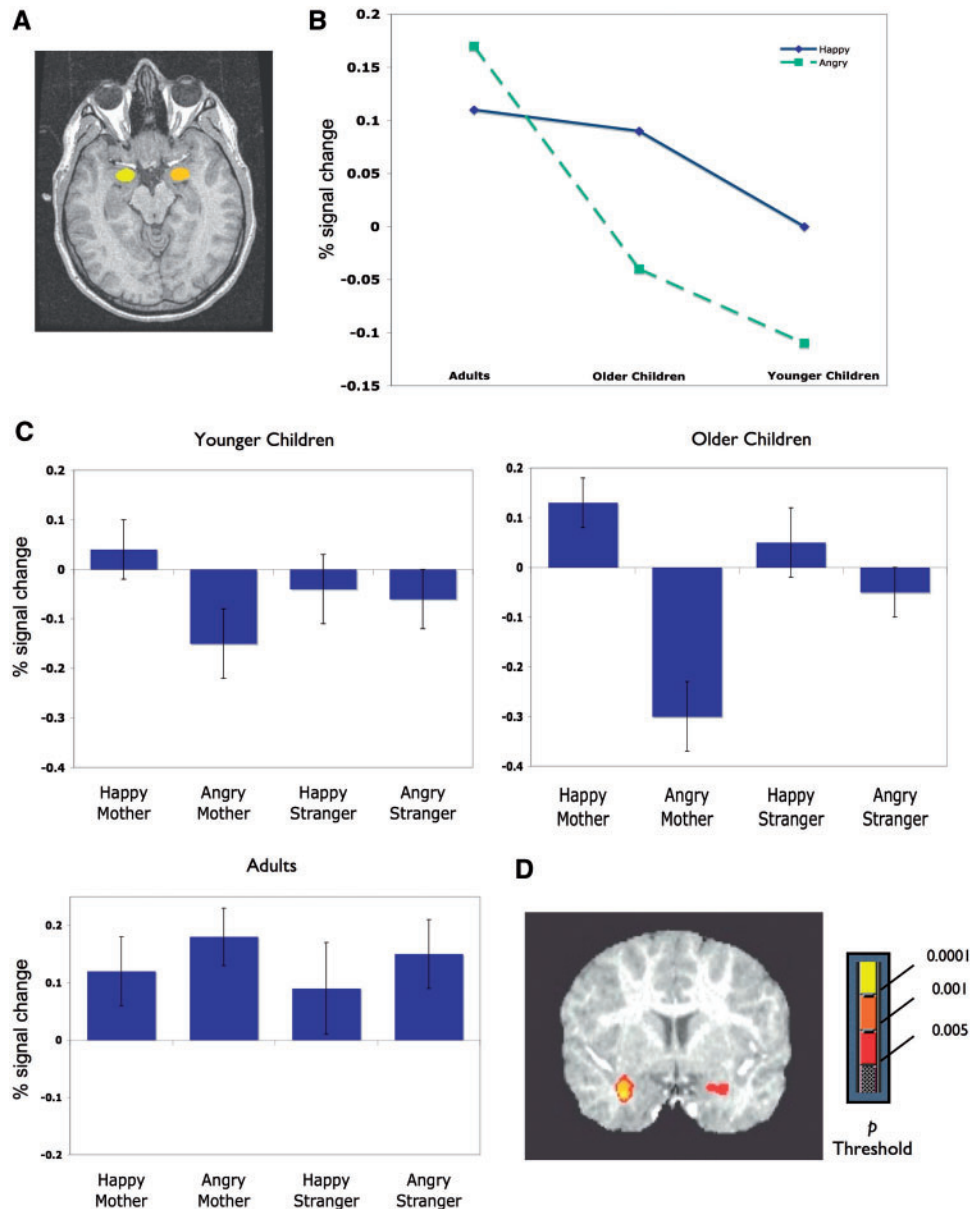 A
B
0.2
0.15
0.1
0.05
0
-0.05
-0.1
-0.15
% signal change
Happy
Angry
Adults
Older Children
Younger Children
C
Younger Children
0.2
0.1
0
-0.1
-0.2
-0.3
-0.4
% signal change
Happy
Mother
Angry
Mother
Happy
Stranger
Angry
Stranger
Older Children
0.2
0.1
0
-0.1
-0.2
-0.3
-0.4
Happy
Mother
Angry
Mother
Happy
Stranger
Angry
Stranger
Adults
0.2
0.1
0
0.1
0.2
% signal change
Happy
Mother
Angry
Mother
Happy
Stranger
Angry
Stranger
D
0.0001
0.001
0.005
p
Threshold